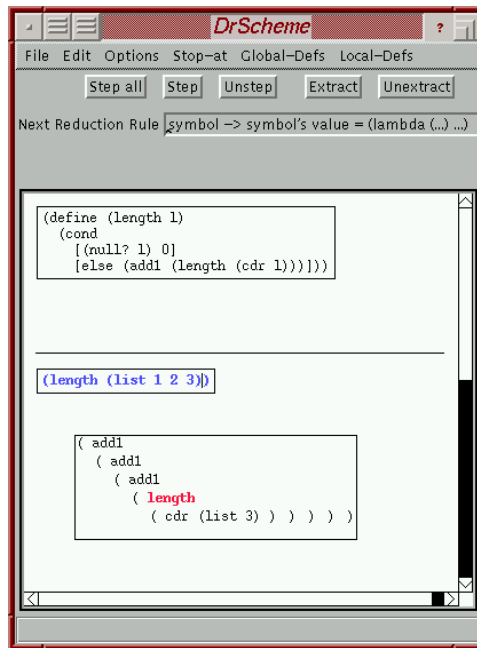 DrScheme ?
File Edit Options Stop-at Global-Defs Local-Defs
Step all Step Unstep Extract Unextract
Next Reduction Rule symbol -> symbol's value = (lambda (...) ...)
(define (length l)
(cond
[(null? l) 0]
[else (add1 (length (cdr l)))]))
(length (list 1 2 3))
( add1
( add1
( add1
( length
( cdr (list 3) ) ) ) ) )